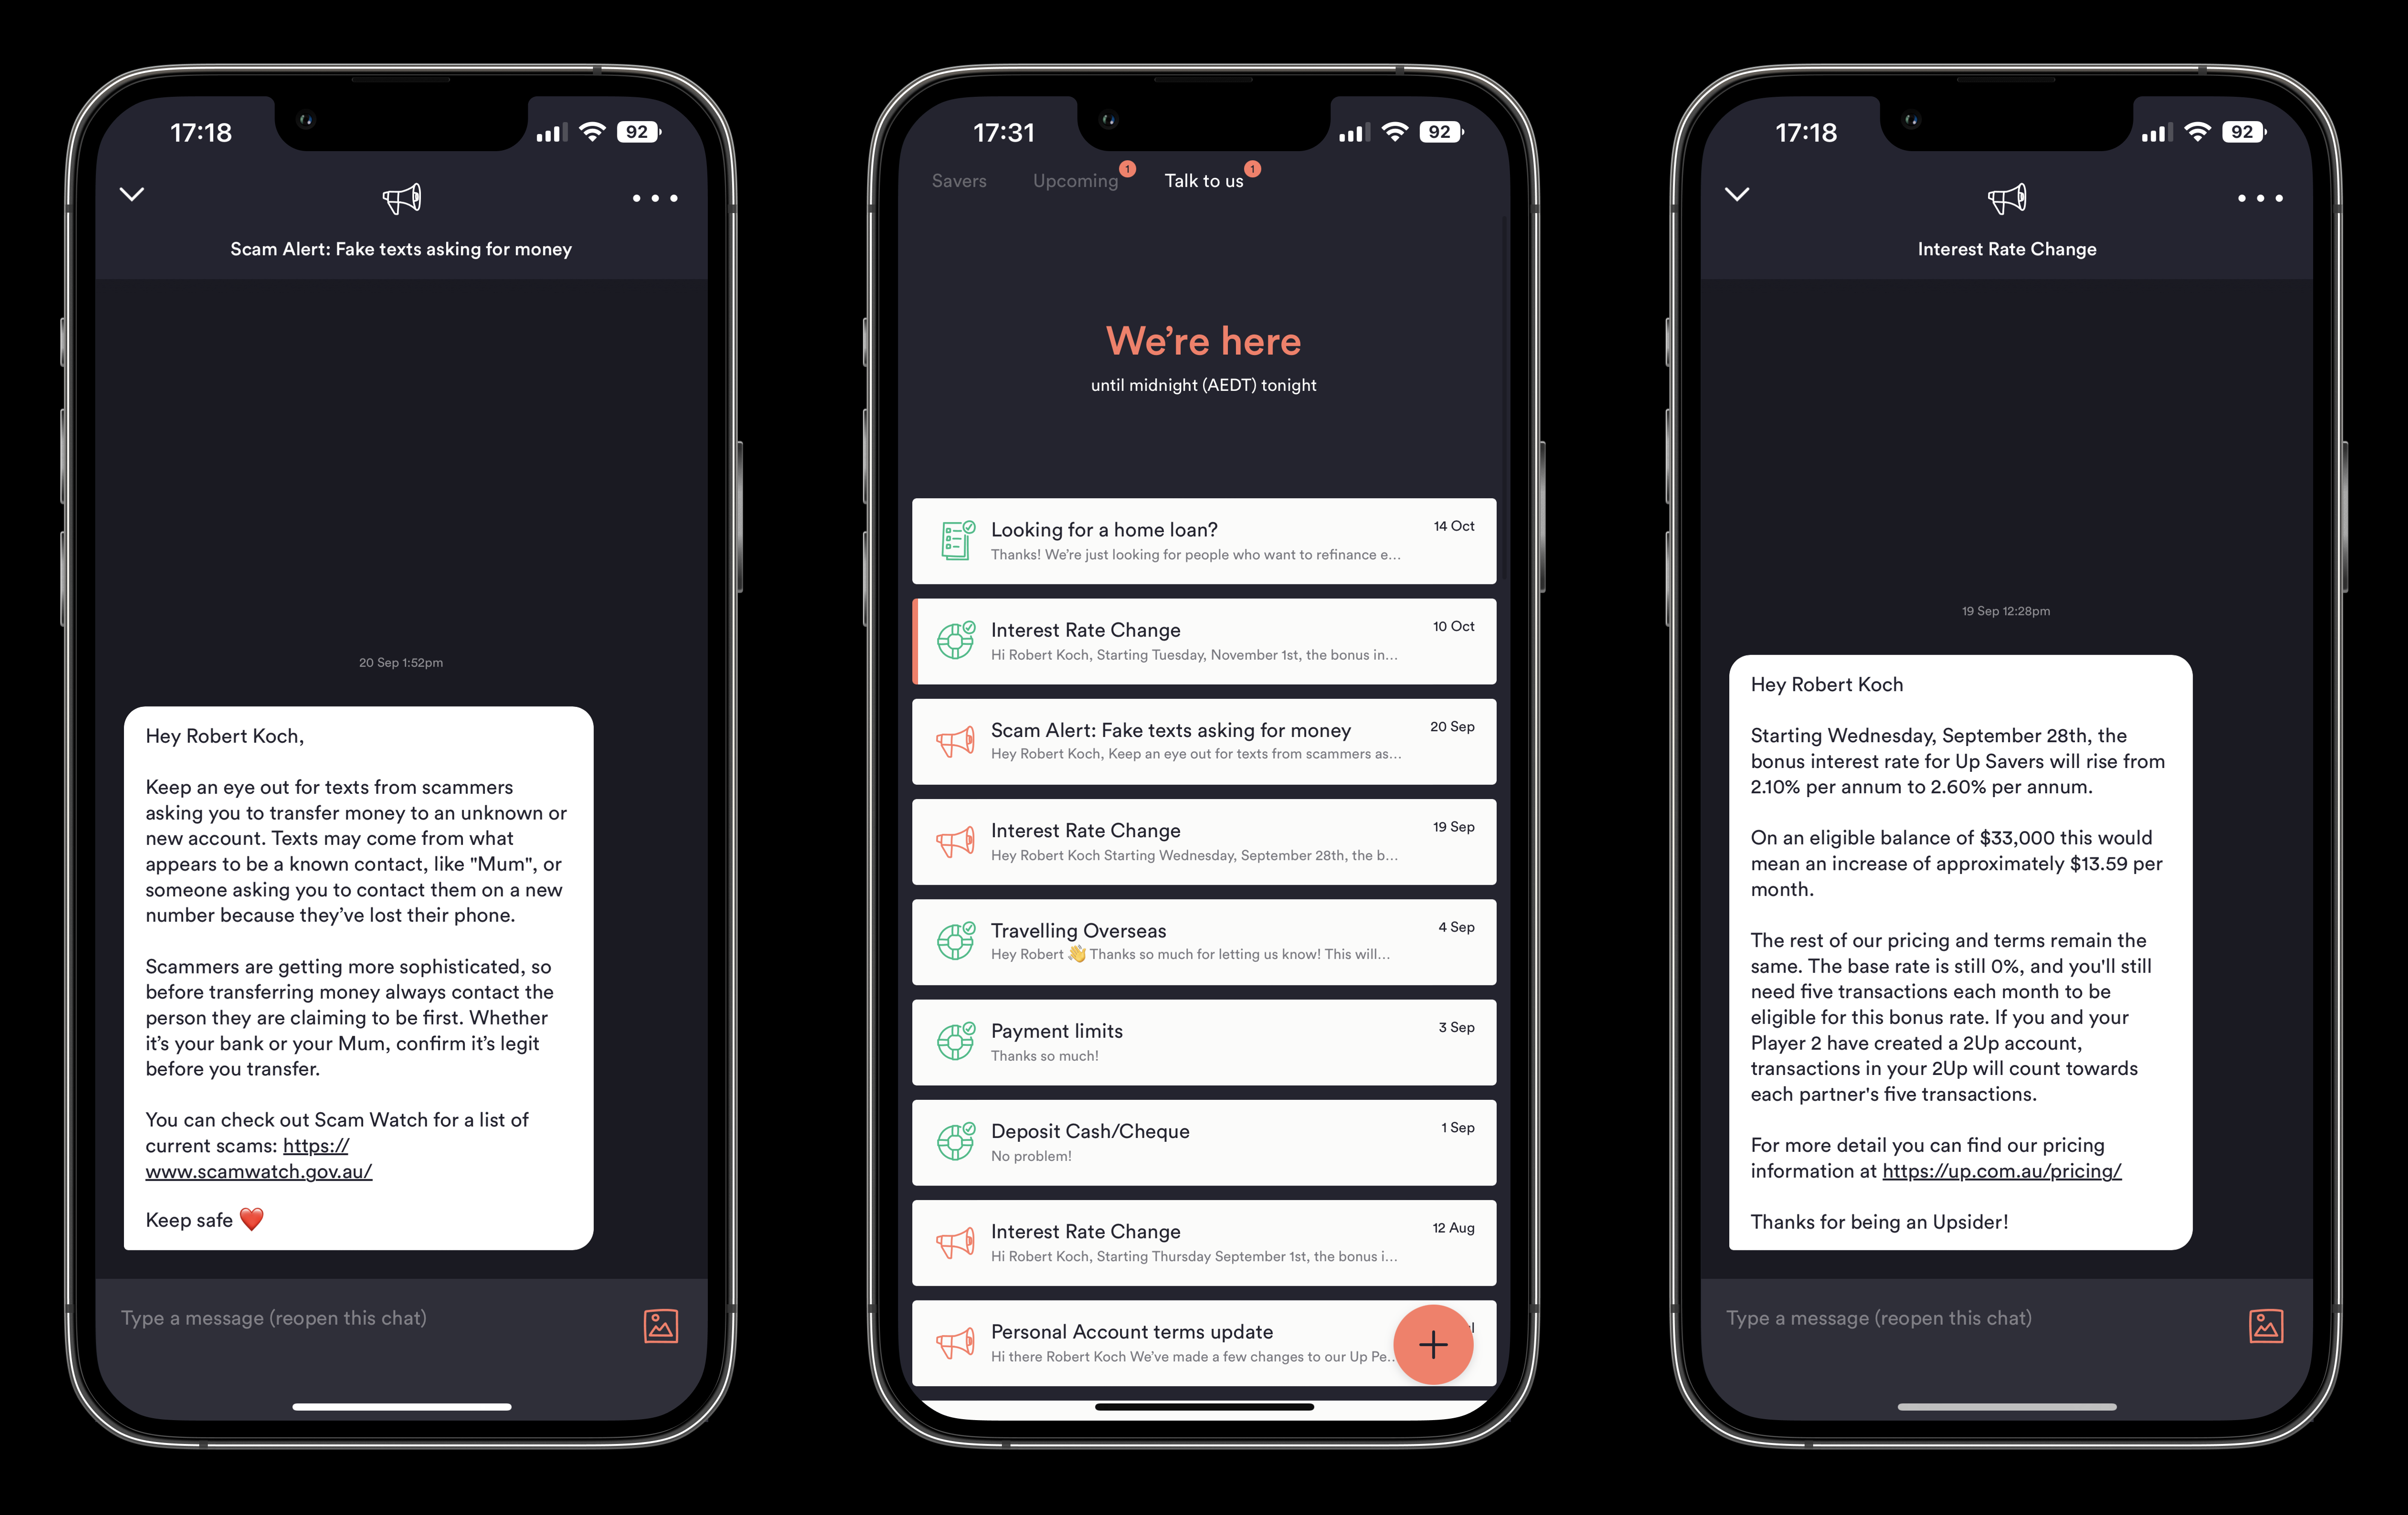 17:18
92
Scam Alert: Fake texts asking for money
20 Sep 1:52pm
Hey Robert Koch,
Keep an eye out for texts from scammers
asking you to transfer money to an unknown or
new account. Texts may come from what
appears to be a known contact, like "Mum", or
someone asking you to contact them on a new
number because they’ve lost their phone.
Scammers are getting more sophisticated, so
before transferring money always contact the
person they are claiming to be first. Whether
it’s your bank or your Mum, confirm it’s legit
before you transfer.
You can check out Scam Watch for a list of
current scams: https://
www.scamwatch.gov.au/
Keep safe ❤️
Type a message (reopen this chat)
17:31
92
Savers
Upcoming 1
Talk to us 1
We’re here
until midnight (AEDT) tonight
Looking for a home loan? 14 Oct
Thanks! We’re just looking for people who want to refinance e...
Interest Rate Change 10 Oct
Hi Robert Koch, Starting Tuesday, November 1st, the bonus in...
Scam Alert: Fake texts asking for money 20 Sep
Hey Robert Koch, Keep an eye out for texts from scammers as...
Interest Rate Change 19 Sep
Hey Robert Koch Starting Wednesday, September 28th, the b...
Travelling Overseas 4 Sep
Hey Robert 👋 Thanks so much for letting us know! This will...
Payment limits 3 Sep
Thanks so much!
Deposit Cash/Cheque 1 Sep
No problem!
Interest Rate Change 12 Aug
Hi Robert Koch, Starting Thursday September 1st, the bonus i...
Personal Account terms update
Hi there Robert Koch We’ve made a few changes to our Up Pe...
17:18
92
Interest Rate Change
19 Sep 12:28pm
Hey Robert Koch
Starting Wednesday, September 28th, the
bonus interest rate for Up Savers will rise from
2.10% per annum to 2.60% per annum.
On an eligible balance of $33,000 this would
mean an increase of approximately $13.59 per
month.
The rest of our pricing and terms remain the
same. The base rate is still 0%, and you'll still
need five transactions each month to be
eligible for this bonus rate. If you and your
Player 2 have created a 2Up account,
transactions in your 2Up will count towards
each partner's five transactions.
For more detail you can find our pricing
information at https://up.com.au/pricing/
Thanks for being an Upsider!
Type a message (reopen this chat)